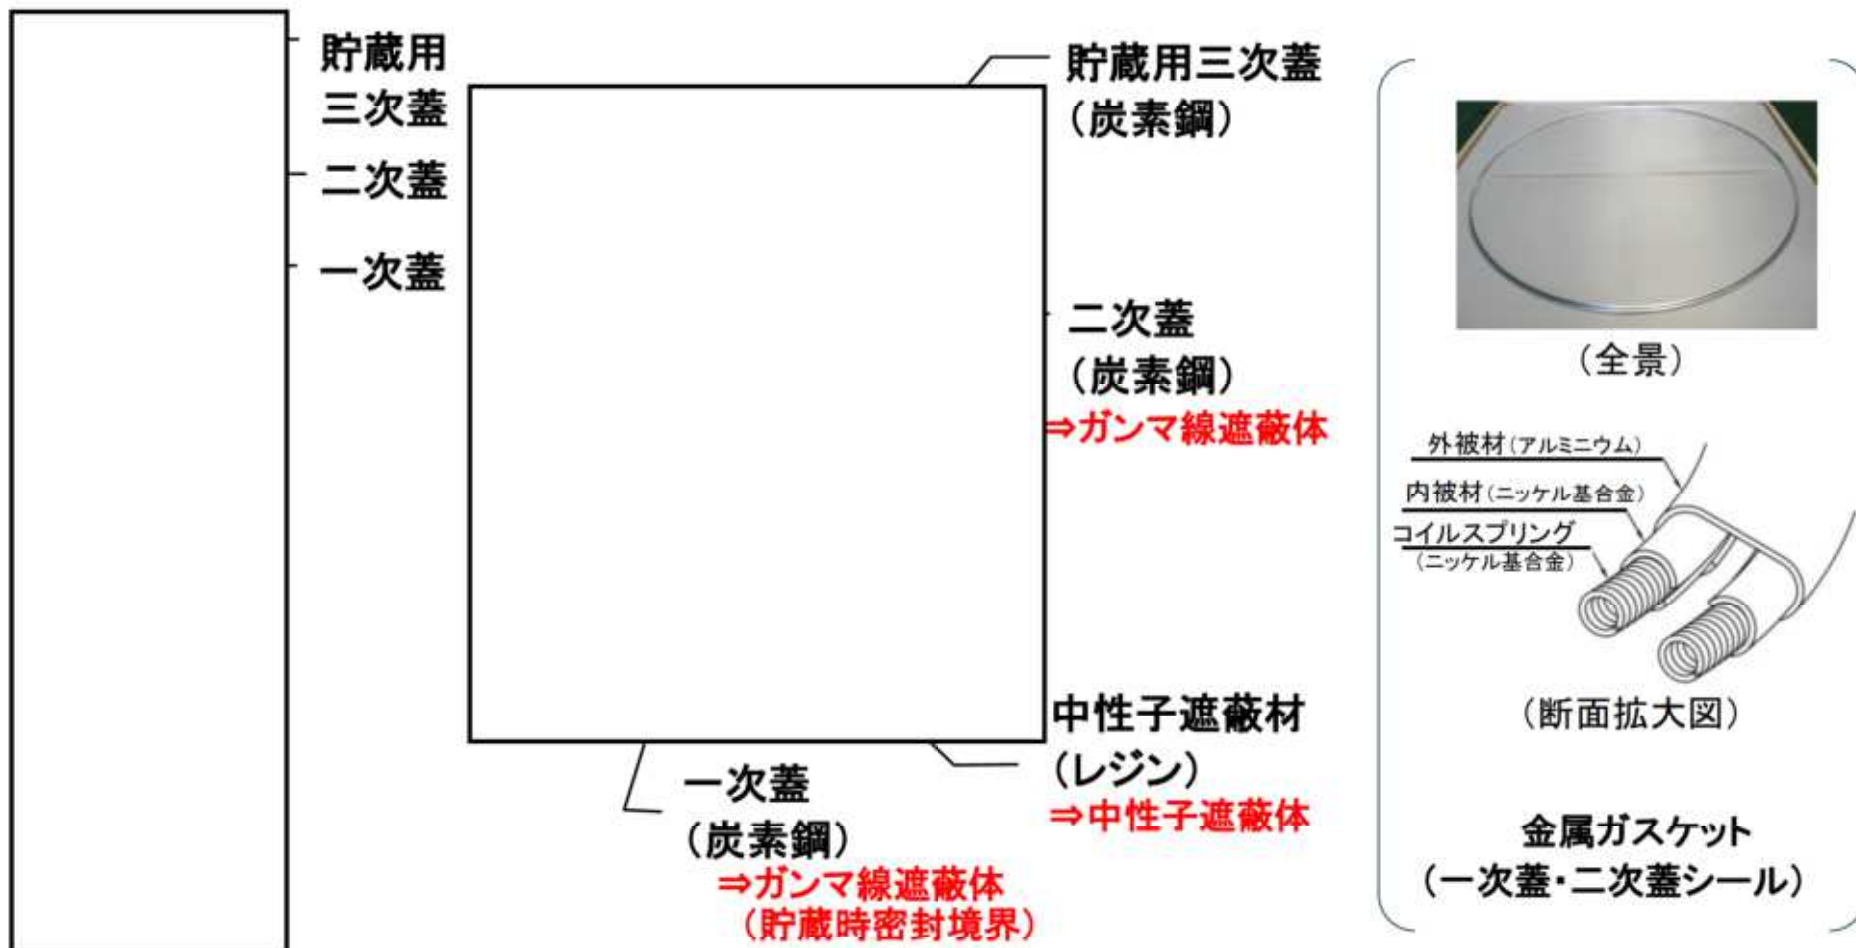 貯蔵用
三次蓋
二次蓋
一次蓋
貯蔵用三次蓋
(炭素鋼)
二次蓋
(炭素鋼)
⇒ガンマ線遮蔽体
中性子遮蔽材
(レジン)
⇒中性子遮蔽体
一次蓋
(炭素鋼)
⇒ガンマ線遮蔽体
(貯蔵時密封境界)
(全景)
外被材(アルミニウム)
内被材(ニッケル基合金)
コイルスプリング
(ニッケル基合金)
(断面拡大図)
金属ガスケット
(一次蓋・二次蓋シール)